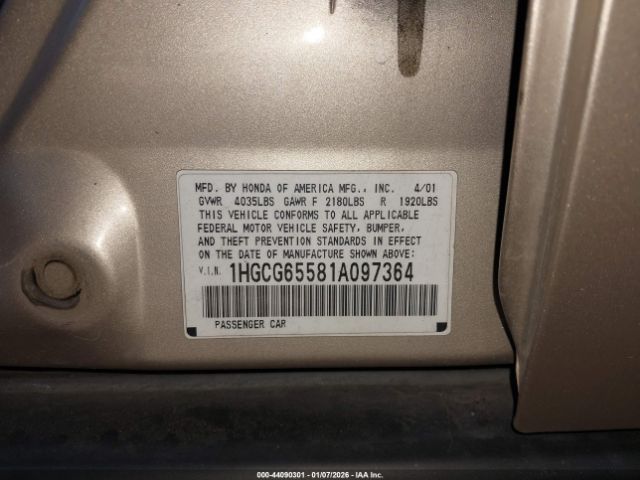 MFD. BY HONDA OF AMERICA MFG., INC. 4/01
GVWR 4035LBS GAWR F 2180LBS R 1920LBS
THIS VEHICLE CONFORMS TO ALL APPLICABLE
FEDERAL MOTOR VEHICLE SAFETY, BUMPER,
AND THEFT PREVENTION STANDARDS IN EFFECT
ON THE DATE OF MANUFACTURE SHOWN ABOVE:
V.I.N. 1HGCG65581A097364
PASSENGER CAR
000-44090301 | 01/07/2026 | IAA Inc.